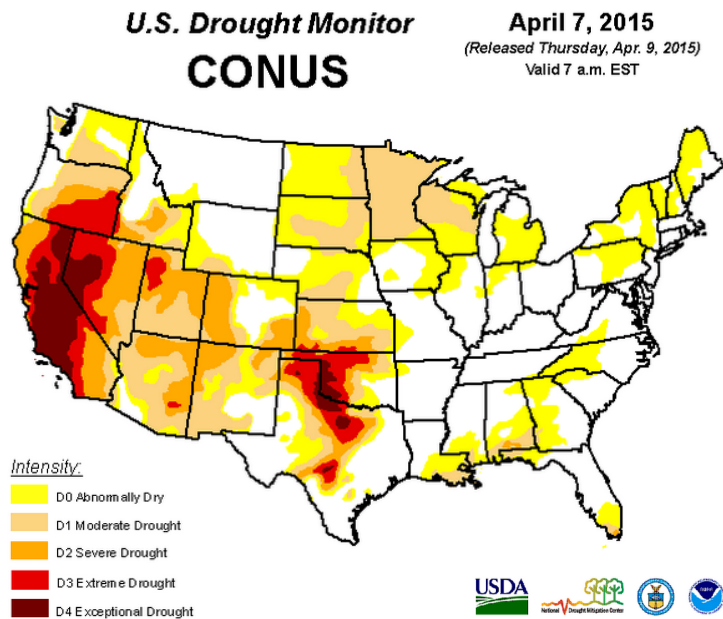 U.S. Drought Monitor
CONUS
April 7, 2015
(Released Thursday, Apr. 9, 2015)
Valid 7 a.m. EST
Intensity:
D0 Abnormally Dry
D1 Moderate Drought
D2 Severe Drought
D3 Extreme Drought
D4 Exceptional Drought
USDA
National Drought Mitigation Center